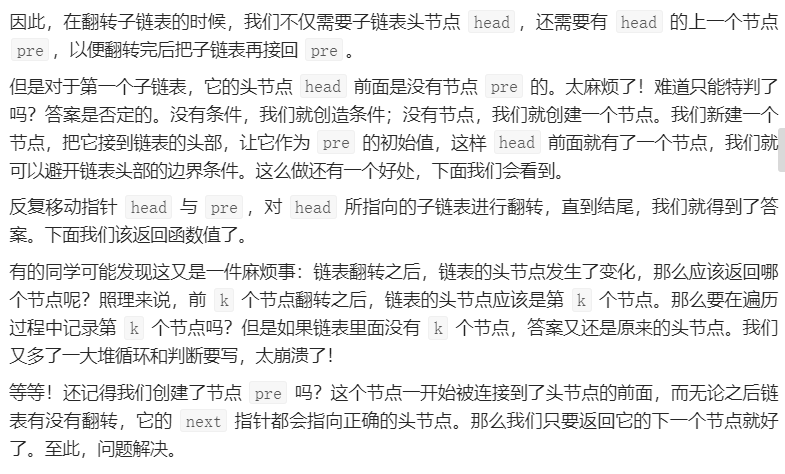 因此，在翻转子链表的时候，我们不仅需要子链表头节点 head ，还需要有 head 的上一个节点
pre ，以便翻转完后把子链表再接回 pre 。
但是对于第一个子链表，它的头节点 head 前面是没有节点 pre 的。太麻烦了！难道只能特判了
吗？答案是否定的。没有条件，我们就创造条件；没有节点，我们就创建一个节点。我们新建一个
节点，把它接到链表的头部，让它作为 pre 的初始值，这样 head 前面就有了一个节点，我们就
可以避开链表头部的边界条件。这么做还有一个好处，下面我们会看到。
反复移动指针 head 与 pre ，对 head 所指向的子链表进行翻转，直到结尾，我们就得到了答
案。下面我们该返回函数值了。
有的同学可能发现这又是一件麻烦事：链表翻转之后，链表的头节点发生了变化，那么应该返回哪
个节点呢？照理来说，前 k 个节点翻转之后，链表的头节点应该是第 k 个节点。那么要在遍历
过程中记录第 k 个节点吗？但是如果链表里面没有 k 个节点，答案又还是原来的头节点。我们
又多了一大堆循环和判断要写，太崩溃了！
等等！还记得我们创建了节点 pre 吗？这个节点一开始被连接到了头节点的前面，而无论之后链
表有没有翻转，它的 next 指针都会指向正确的头节点。那么我们只要返回它的下一个节点就好
了。至此，问题解决。